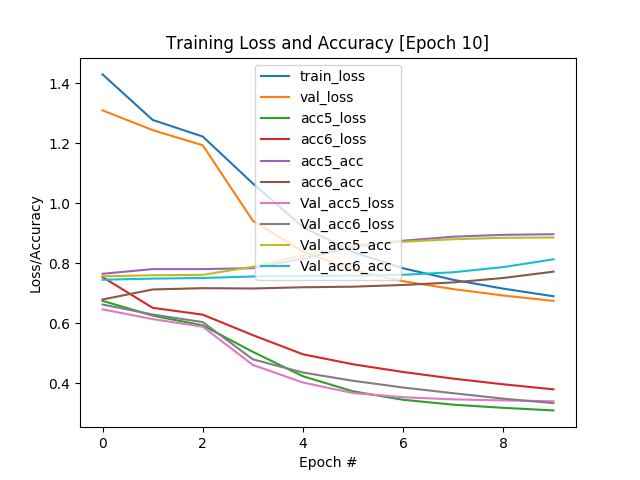 Training Loss and Accuracy [Epoch 10]
train_loss
val_loss
acc5_loss
acc6_loss
acc5_acc
acc6_acc
Val_acc5_loss
Val_acc6_loss
Val_acc5_acc
Val_acc6_acc
1.4
1.2
1.0
0.8
0.6
0.4
Loss/Accuracy
0 2 4 6 8
Epoch #